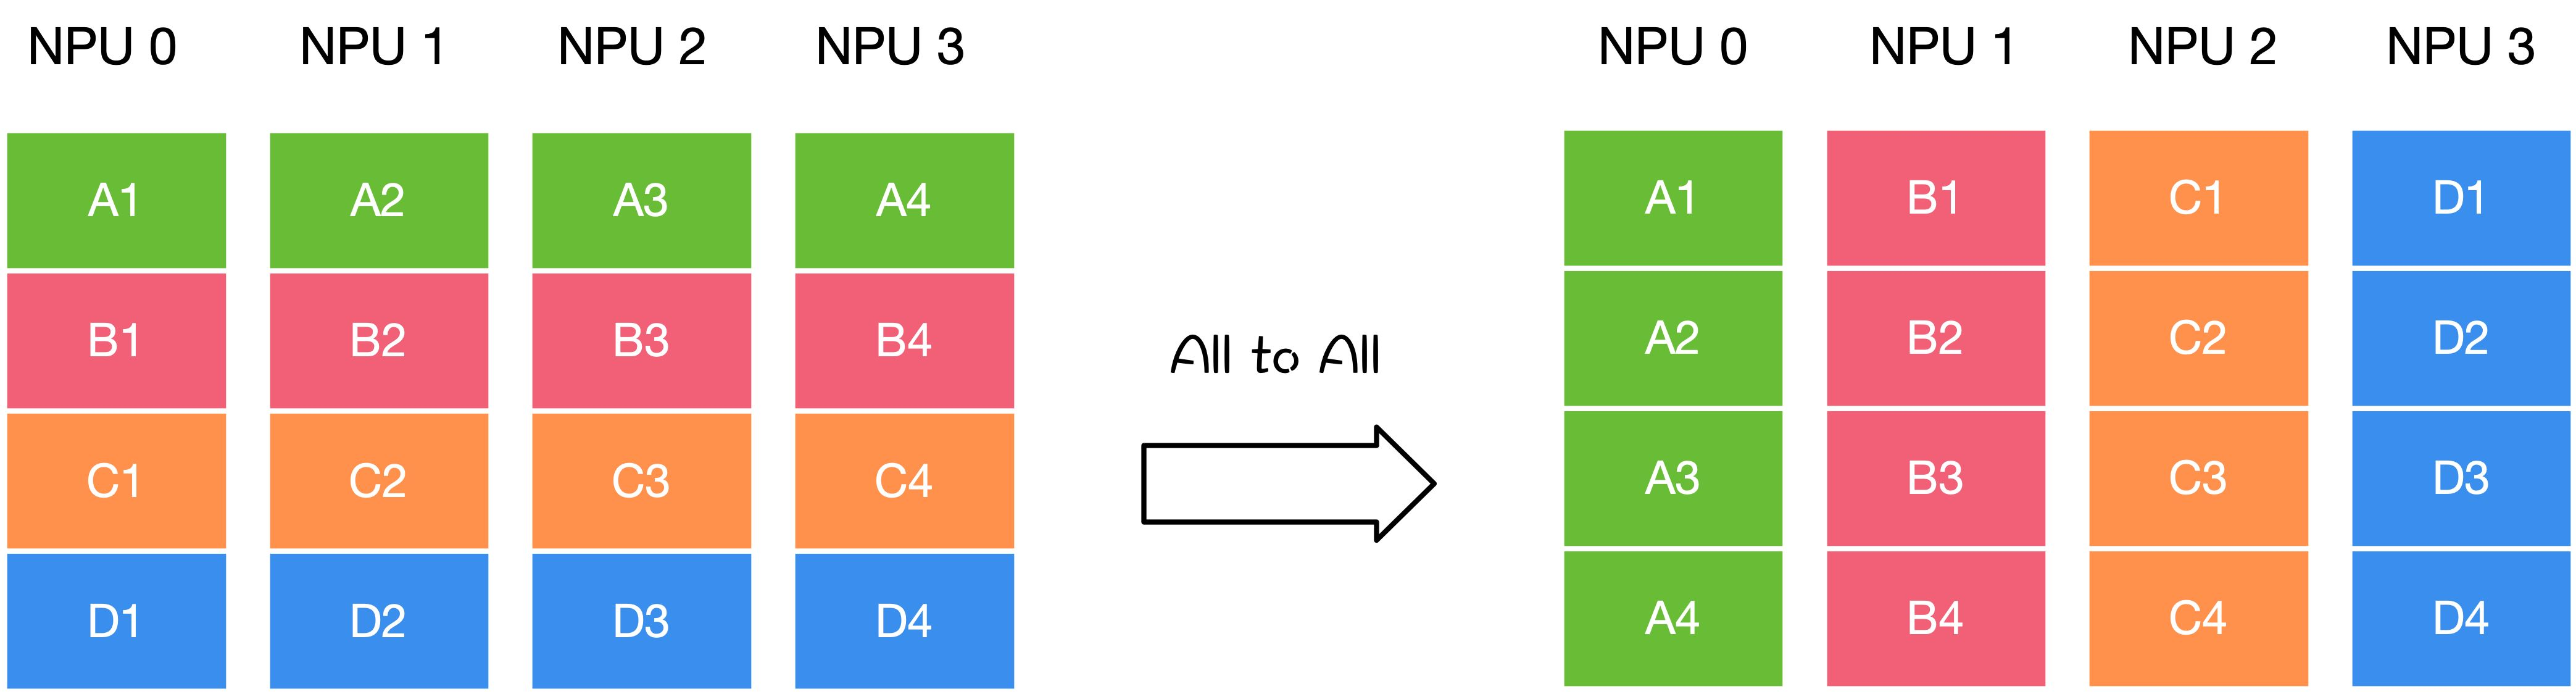 NPU 0 NPU 1 NPU 2 NPU 3 NPU 0 NPU 1 NPU 2 NPU 3
A1 A2 A3 A4 A1 B1 C1 D1
B1 B2 B3 B4 A2 B2 C2 D2
All to All
C1 C2 C3 C4 A3 B3 C3 D3
D1 D2 D3 D4 A4 B4 C4 D4